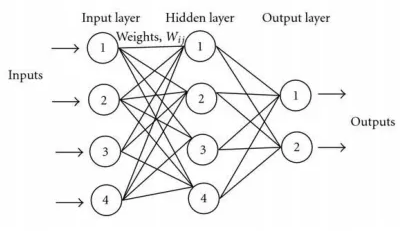 Input layer Hidden layer Output layer
Weights, W_ij
Inputs
Outputs
1 1
2 2 1
3 3 2
4 4